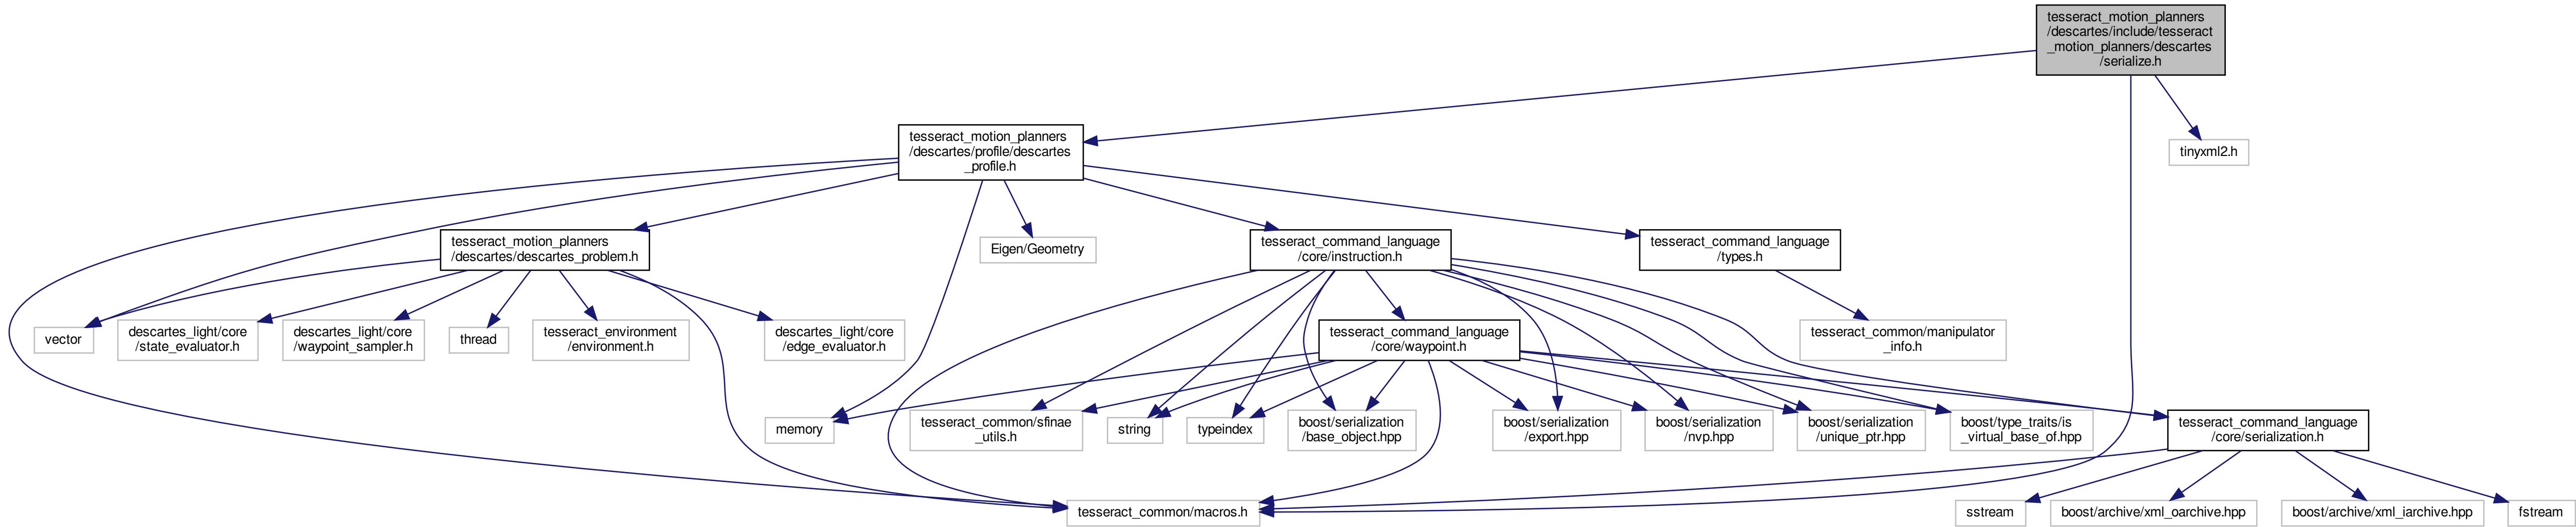 tesseract_motion_planners
/descartes/include/tesseract
_motion_planners/descartes
/serialize.h
tesseract_motion_planners
/descartes/profile/descartes
_profile.h
tinyxml2.h
tesseract_motion_planners
/descartes/descartes_problem.h
Eigen/Geometry
tesseract_command_language
/core/instruction.h
tesseract_command_language
/types.h
vector
descartes_light/core
/state_evaluator.h
descartes_light/core
/waypoint_sampler.h
thread
tesseract_environment
/environment.h
descartes_light/core
/edge_evaluator.h
tesseract_command_language
/core/waypoint.h
tesseract_common/manipulator
_info.h
memory
tesseract_common/sfinae
_utils.h
string
typeindex
boost/serialization
/base_object.hpp
boost/serialization
/export.hpp
boost/serialization
/nvp.hpp
boost/serialization
/unique_ptr.hpp
boost/type_traits/is
_virtual_base_of.hpp
tesseract_command_language
/core/serialization.h
tesseract_common/macros.h
sstream
boost/archive/xml_oarchive.hpp
boost/archive/xml_iarchive.hpp
fstream